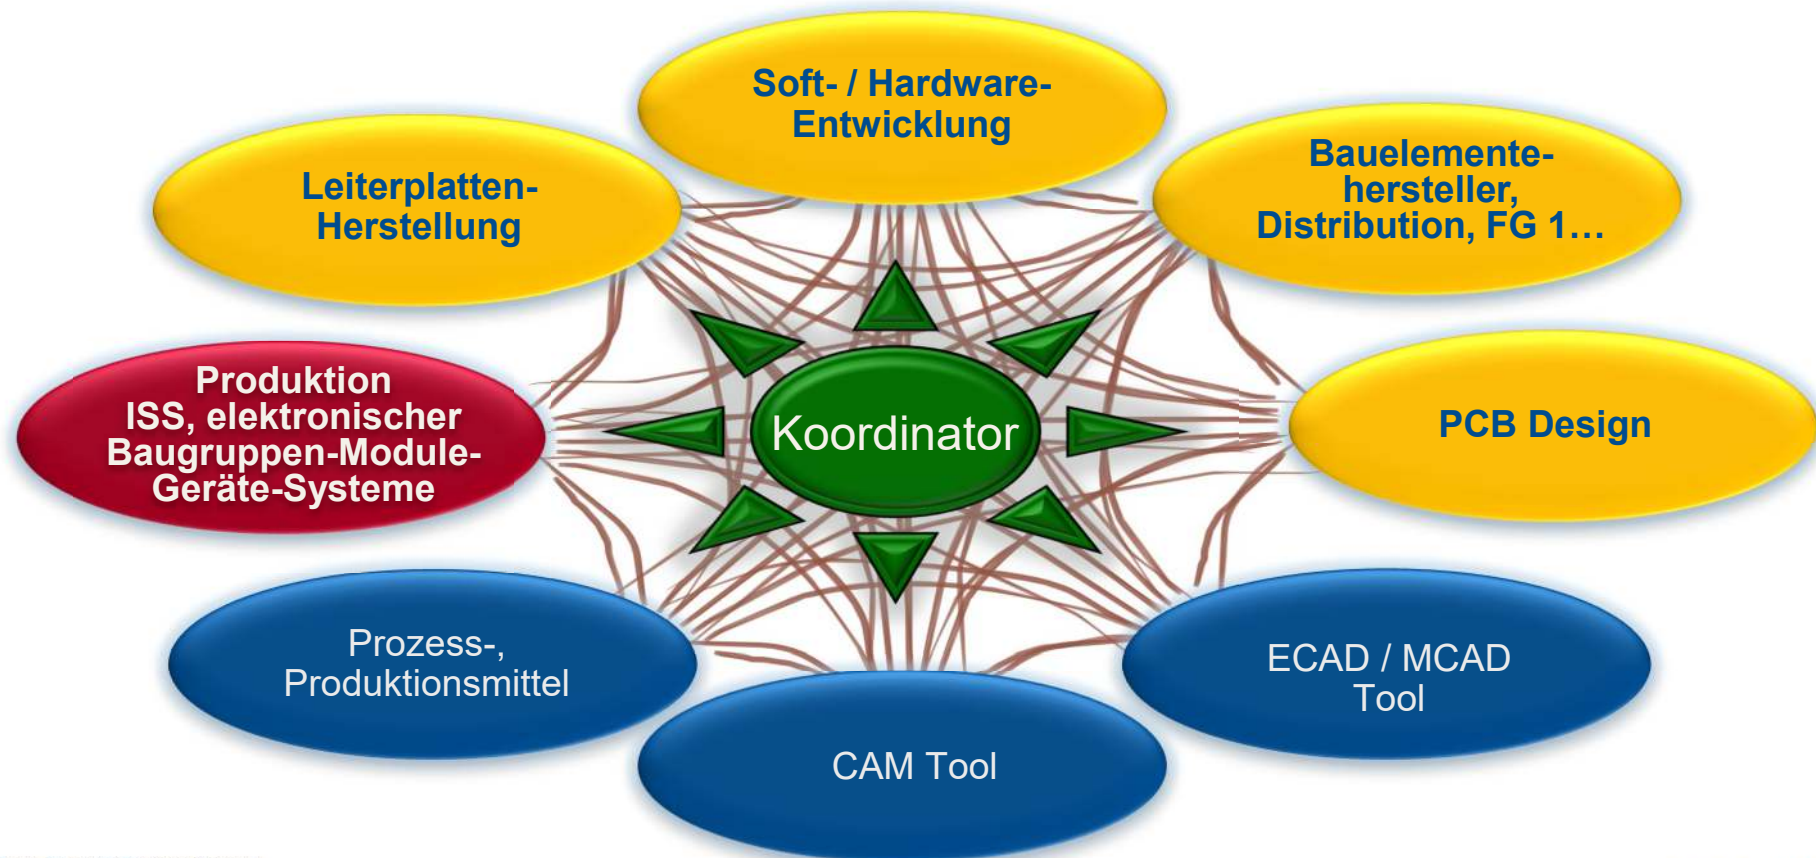 Soft- / Hardware-
Entwicklung
Bauelemente-
hersteller,
Distribution, FG 1…
Leiterplatten-
Herstellung
Produktion
ISS, elektronischer
Baugruppen-Module-
Geräte-Systeme
Koordinator
PCB Design
Prozess-,
Produktionsmittel
ECAD / MCAD
Tool
CAM Tool